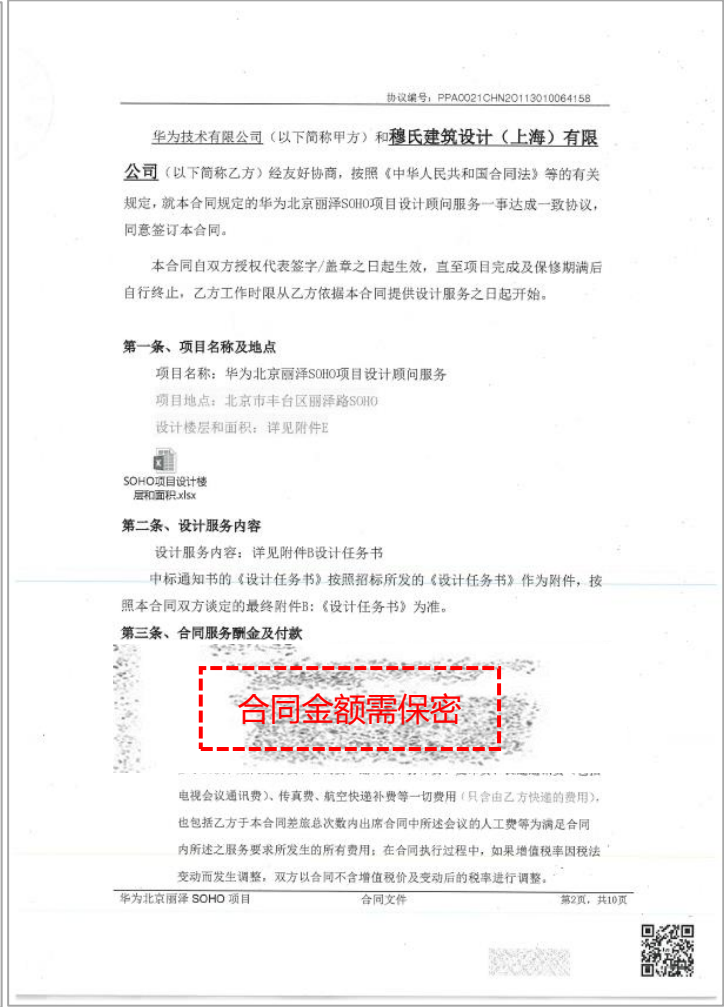 协议编号：PPA0021CHN20113010064158
华为技术有限公司（以下简称甲方）和穆氏建筑设计（上海）有限
公司（以下简称乙方）经友好协商，按照《中华人民共和国合同法》等的有关
规定，就本合同规定的华为北京丽泽SOHO项目设计顾问服务一事达成一致协议，
同意签订本合同。
本合同自双方授权代表签字/盖章之日起生效，直至项目完成及保修期满后
自行终止，乙方工作时限从乙方依据本合同提供设计服务之日起开始。
第一条、项目名称及地点
项目名称：华为北京丽泽SOHO项目设计顾问服务
项目地点：北京市丰台区丽泽路SOHO
设计楼层和面积：详见附件E
SOHO项目设计楼
层和面积.xlsx
第二条、设计服务内容
设计服务内容：详见附件B设计任务书
中标通知书的《设计任务书》按照招标所发的《设计任务书》作为附件，按
照本合同双方谈定的最终附件B:《设计任务书》为准。
第三条、合同服务酬金及付款
合同金额需保密
电视会议通讯费）、传真费、航空快递补费等一切费用（只含由乙方快递的费用），
也包括乙方于本合同差旅总次数内出席合同中所述会议的人工费等为满足合同
内所述之服务要求所发生的所有费用；在合同执行过程中，如果增值税率因税法
变动而发生调整，双方以合同不含增值税价及变动后的税率进行调整。
华为北京丽泽 SOHO 项目 合同文件 第2页，共10页